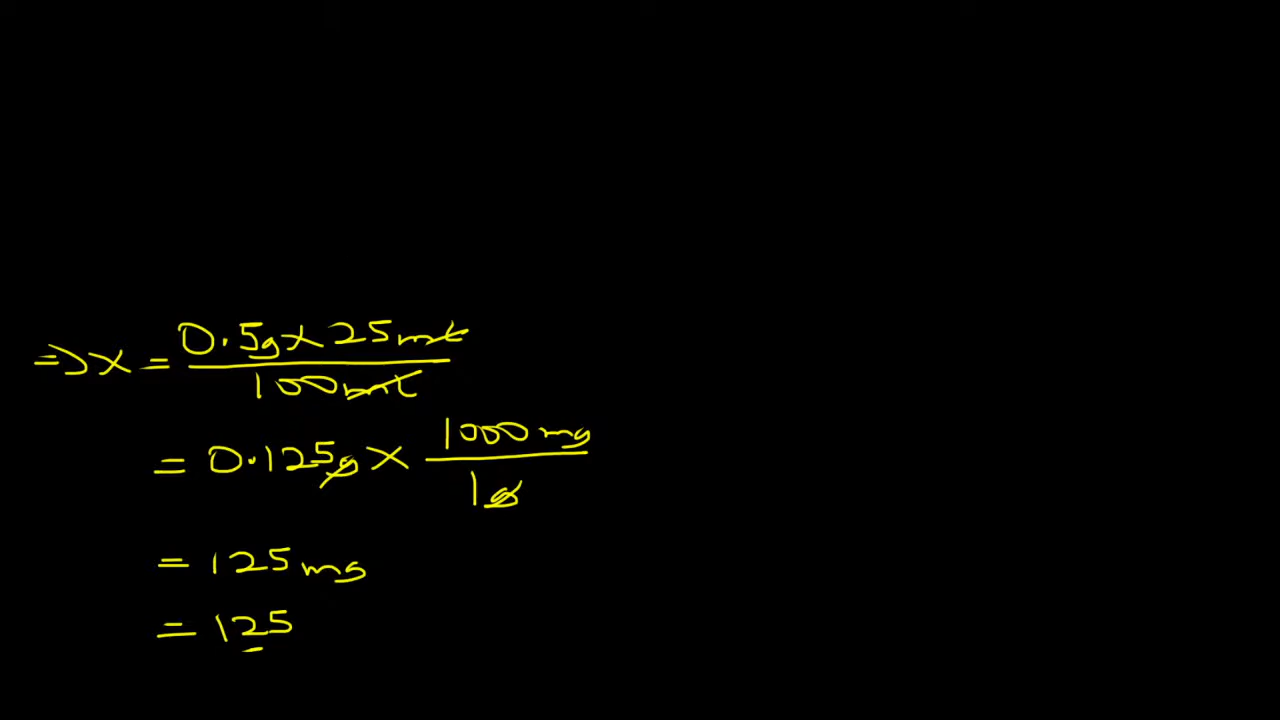 ⇒ x = 0.5g x 25ml / 100ml
= 0.125g x 1000mg / 1g
= 125mg
= 125